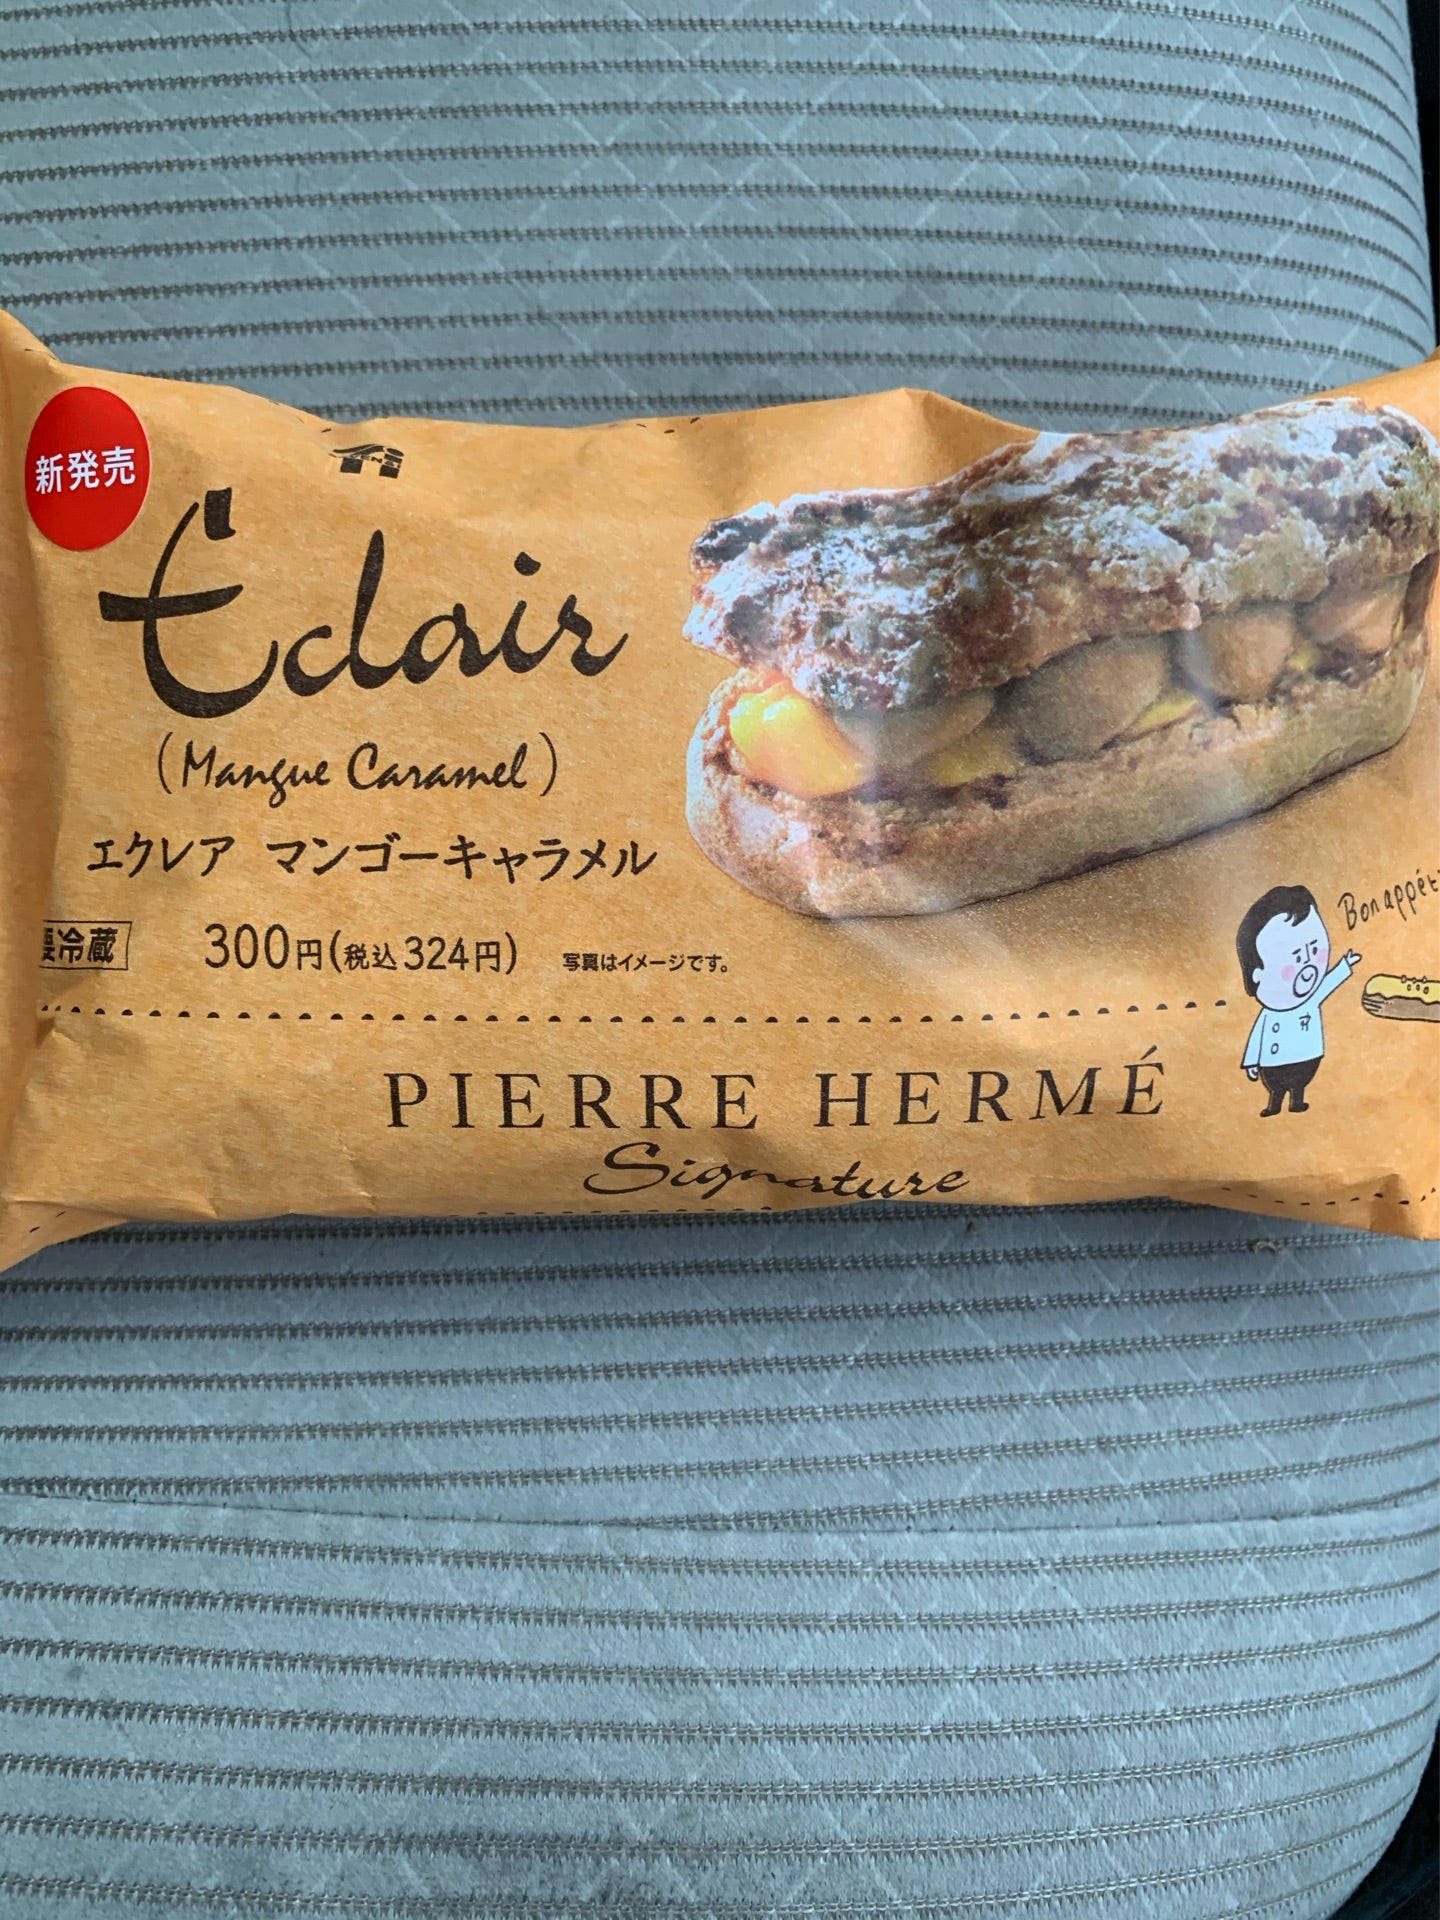 新発売
Éclair
(Mangue Caramel)
エクレア マンゴーキャラメル
要冷蔵
300円(税込324円)
写真はイメージです。
Bon appét
PIERRE HERMÉ
Signature